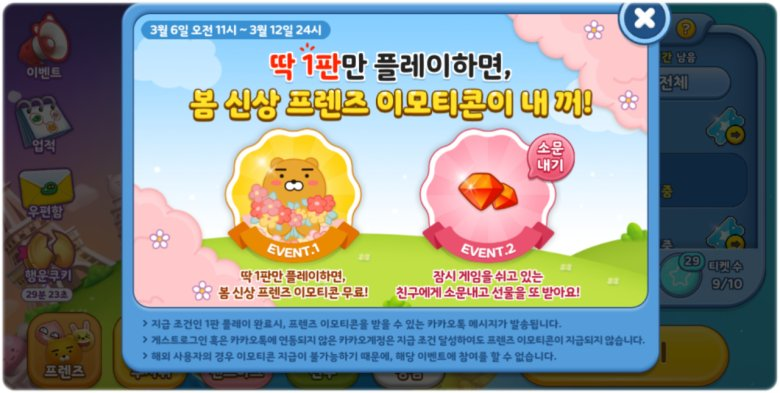 3월 6일 오전 11시 ~ 3월 12일 24시
딱 1판만 플레이하면,
봄 신상 프렌즈 이모티콘이 내 꺼!
소문
내기
EVENT.1
EVENT.2
딱 1판만 플레이하면,
봄 신상 프렌즈 이모티콘 무료!
잠시 게임을 쉬고 있는
친구에게 소문내고 선물을 또 받아요!
> 지급 조건인 1판 플레이 완료시, 프렌즈 이모티콘을 받을 수 있는 카카오톡 메시지가 발송됩니다.
> 게스트로그인 혹은 카카오톡에 연동되지 않은 카카오계정은 지급 조건 달성하여도 프렌즈 이모티콘이 지급되지 않습니다.
> 해외 사용자의 경우 이모티콘 지급이 불가능하기 때문에, 해당 이벤트에 참여를 할 수 없습니다.
이벤트
업적
우편함
행운쿠키
29분 23초
프렌즈
남음
전체
중
중
29
티켓 수
9/10